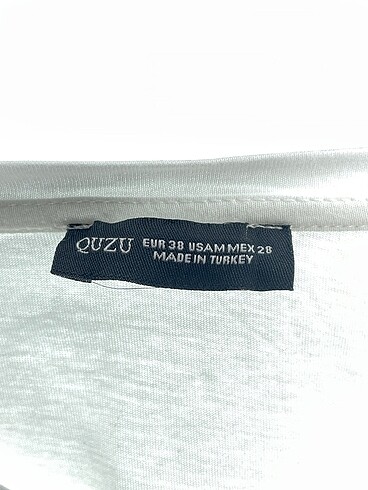 QUZU
EUR 38 USA M MEX 28
MADE IN TURKEY